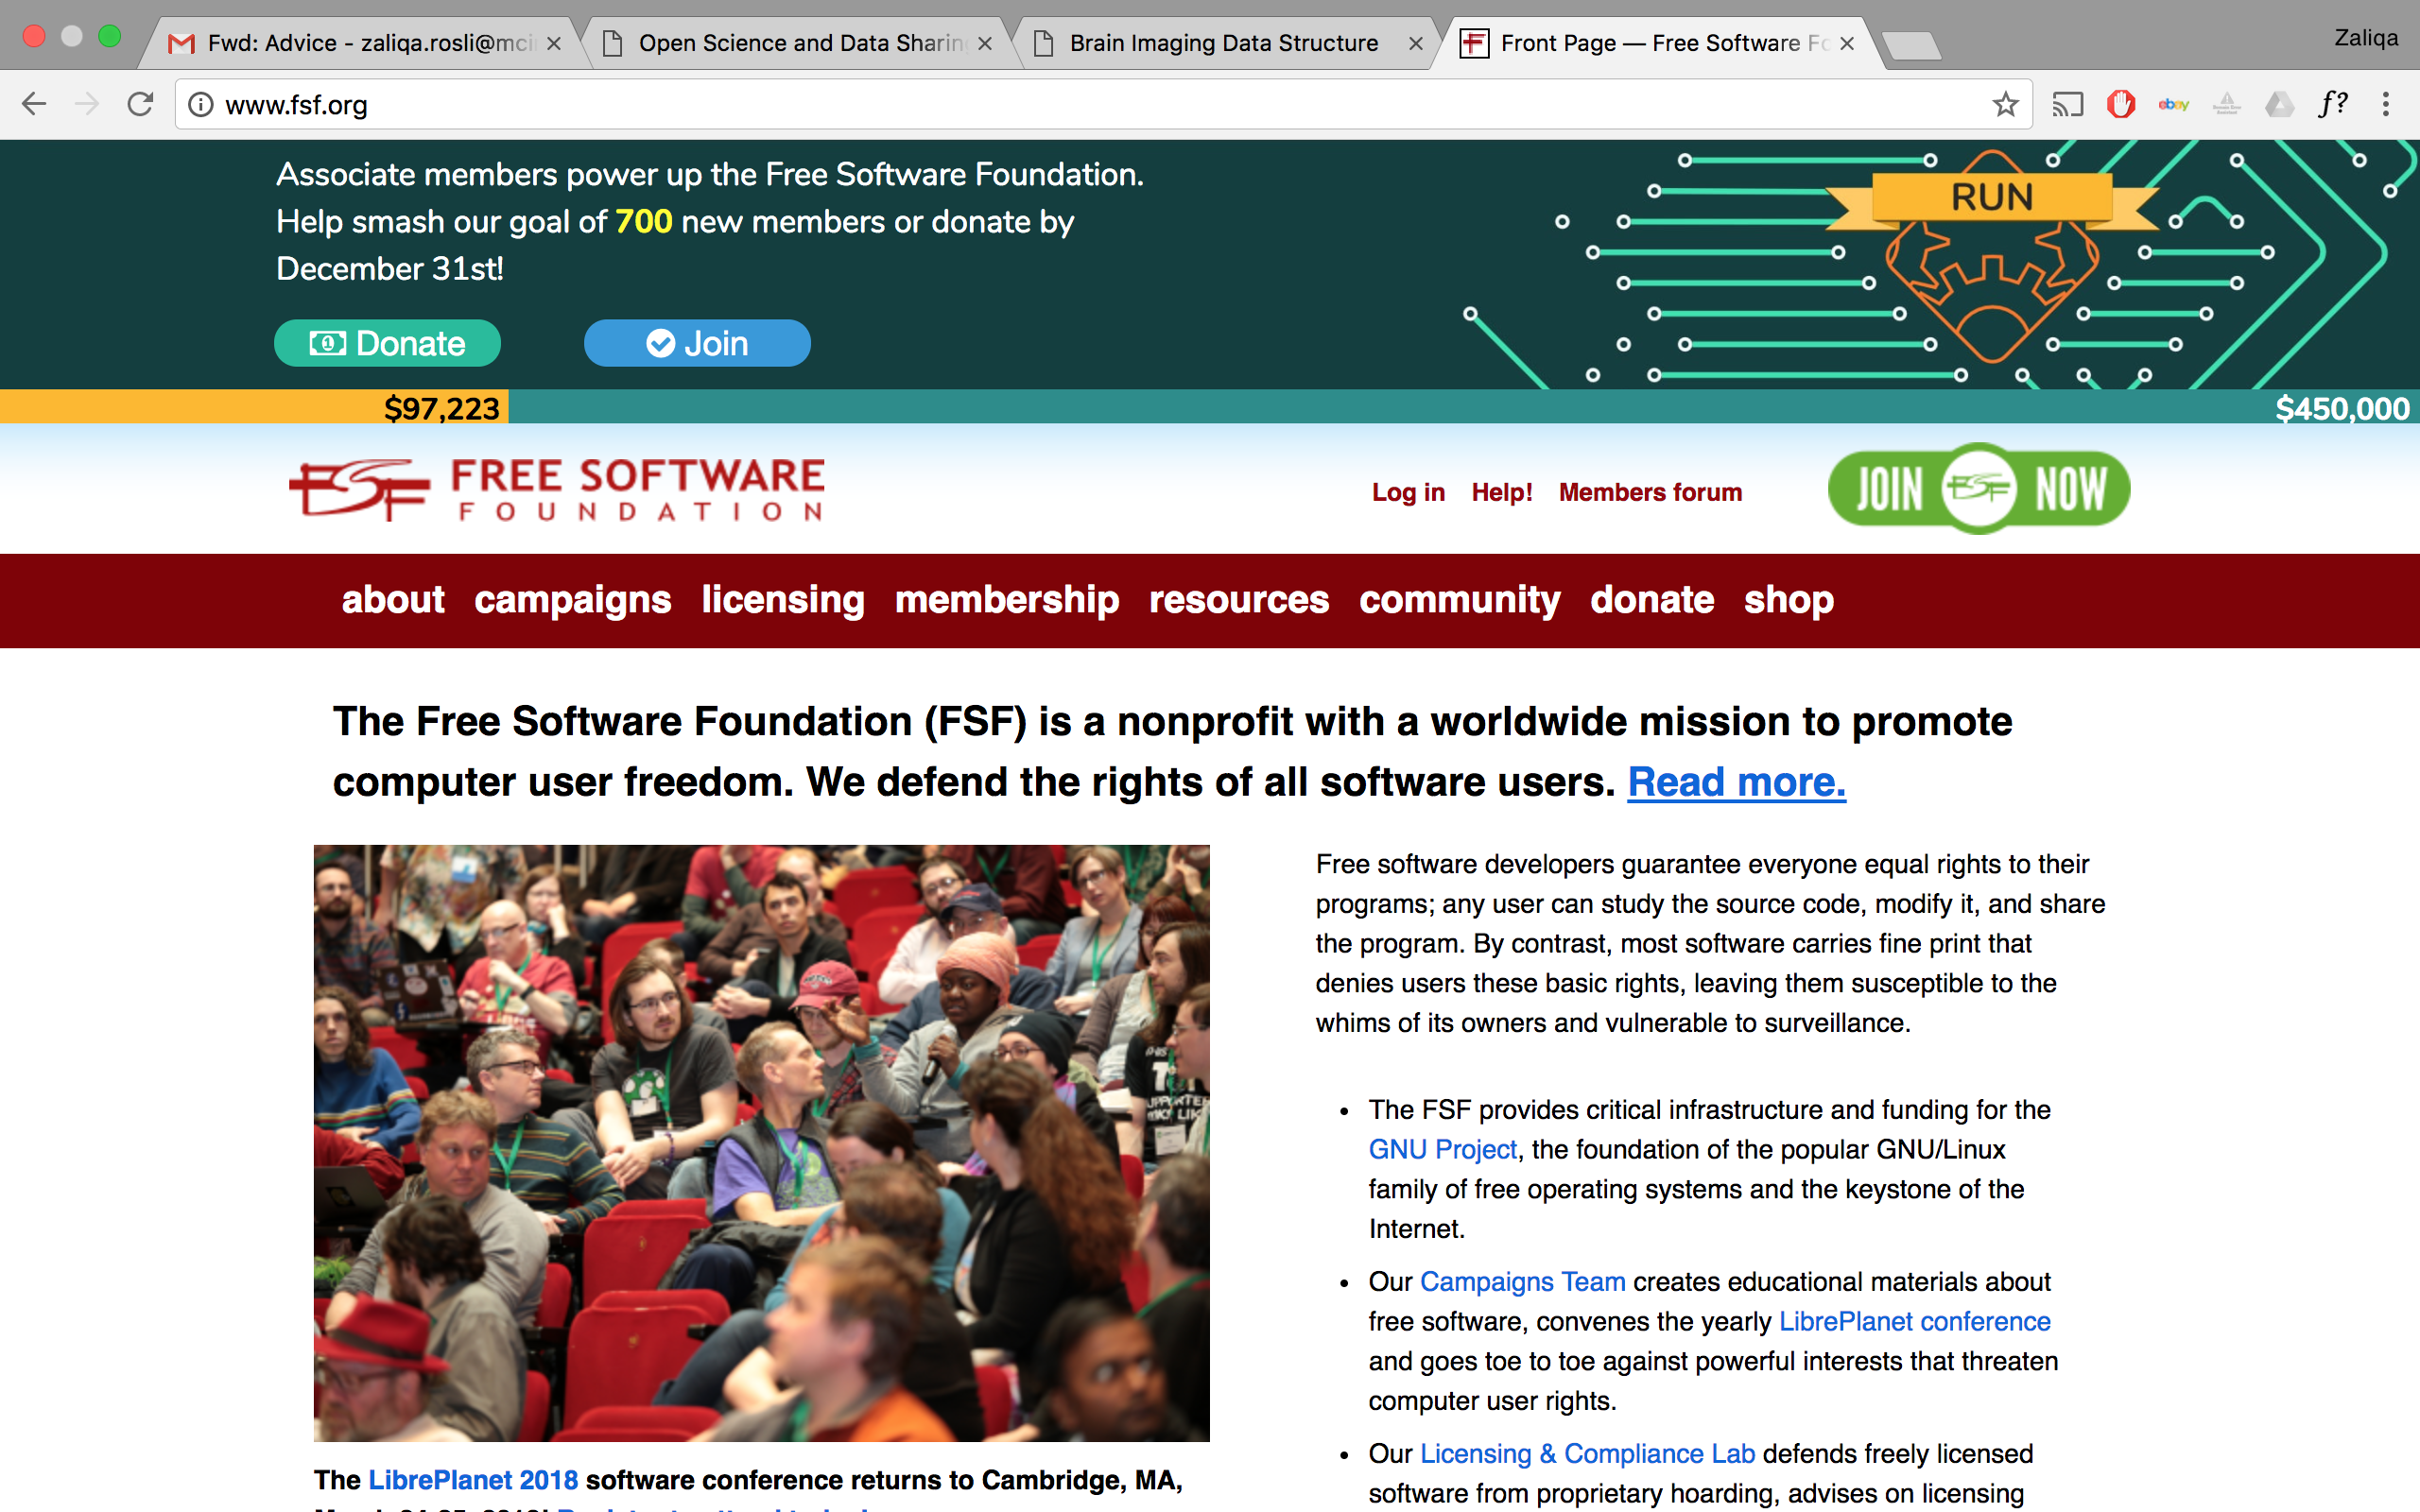 Fwd: Advice - zaliqa.rosli@mci
Open Science and Data Sharing
Brain Imaging Data Structure
Front Page — Free Software Fo
Zaliqa
www.fsf.org
ebay
f?
Associate members power up the Free Software Foundation.
Help smash our goal of 700 new members or donate by
December 31st!
RUN
Donate
Join
$97,223
$450,000
FREE SOFTWARE
FOUNDATION
Log in Help! Members forum
JOIN NOW
about campaigns licensing membership resources community donate shop
The Free Software Foundation (FSF) is a nonprofit with a worldwide mission to promote
computer user freedom. We defend the rights of all software users. Read more.
Free software developers guarantee everyone equal rights to their
programs; any user can study the source code, modify it, and share
the program. By contrast, most software carries fine print that
denies users these basic rights, leaving them susceptible to the
whims of its owners and vulnerable to surveillance.
The FSF provides critical infrastructure and funding for the
GNU Project, the foundation of the popular GNU/Linux
family of free operating systems and the keystone of the
Internet.
Our Campaigns Team creates educational materials about
free software, convenes the yearly LibrePlanet conference
and goes toe to toe against powerful interests that threaten
computer user rights.
Our Licensing & Compliance Lab defends freely licensed
software from proprietary hoarding, advises on licensing
The LibrePlanet 2018 software conference returns to Cambridge, MA,